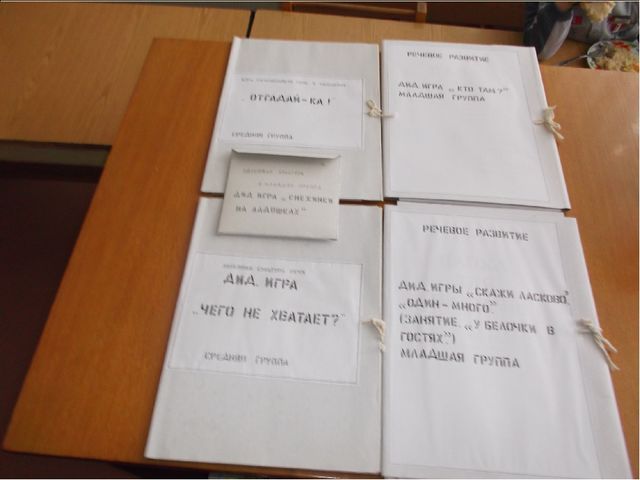 „ОТГАДАЙ-КА!
СРЕДНЯЯ ГРУППА
РЕЧЕВОЕ РАЗВИТИЕ
ДИД. ИГРА „КТО ТАМ?"
МЛАДШАЯ ГРУППА
ДИД. ИГРА „СНЕЖИНКИ
НА ЛАДОШКАХ"
ДИД. ИГРА
„ЧЕГО НЕ ХВАТАЕТ?"
СРЕДНЯЯ ГРУППА
РЕЧЕВОЕ РАЗВИТИЕ
ДИД. ИГРЫ „СКАЖИ ЛАСКОВО",
„ОДИН-МНОГО".
(ЗАНЯТИЕ „У БЕЛОЧКИ В
ГОСТЯХ")
МЛАДШАЯ ГРУППА